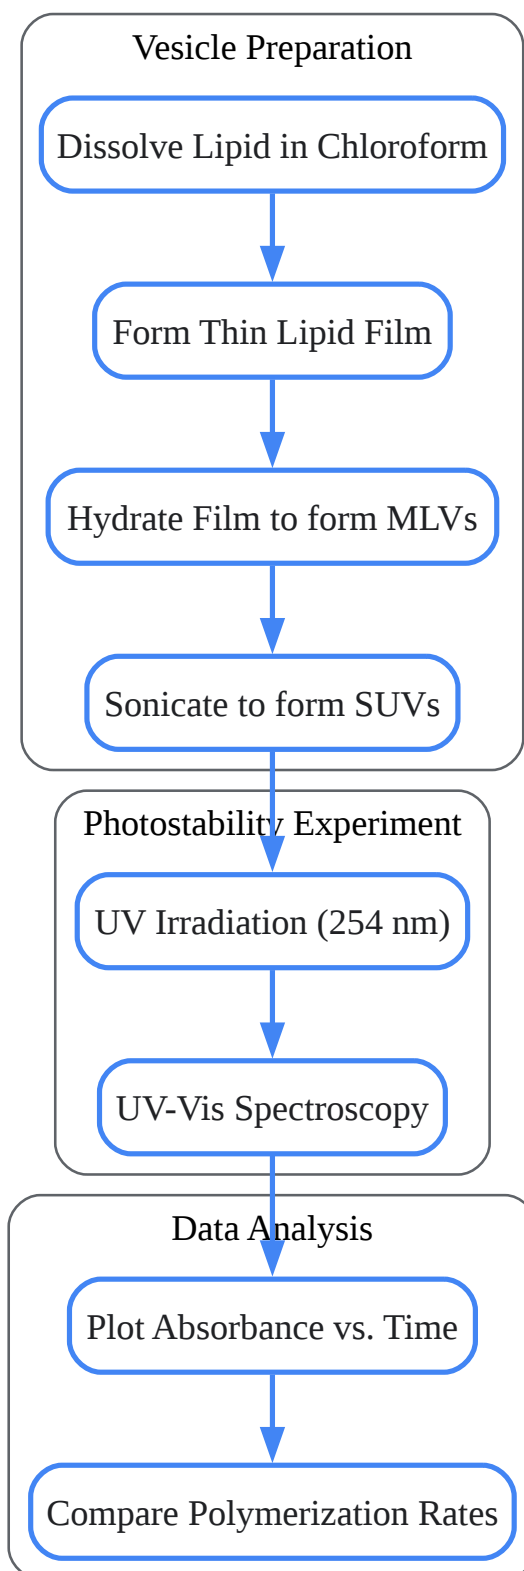 Vesicle Preparation
Dissolve Lipid in Chloroform
Form Thin Lipid Film
Hydrate Film to form MLVs
Sonicate to form SUVs
Photostability Experiment
UV Irradiation (254 nm)
UV-Vis Spectroscopy
Data Analysis
Plot Absorbance vs. Time
Compare Polymerization Rates